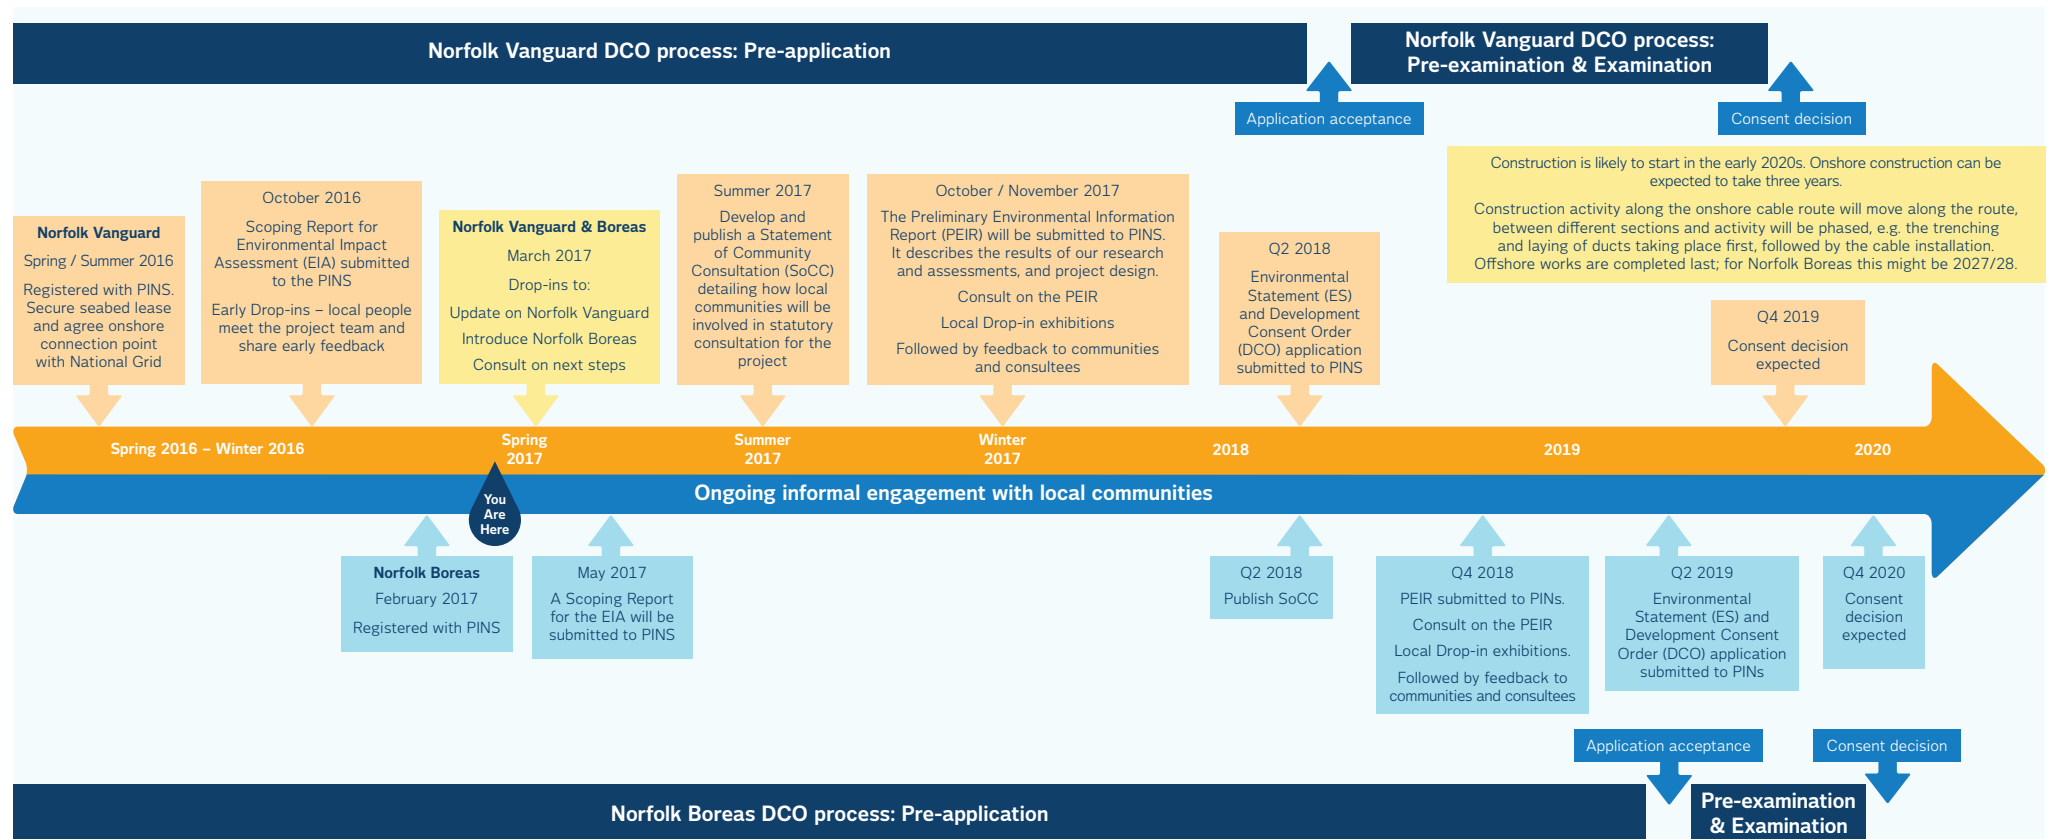 Norfolk Vanguard DCO process: Pre-application
Norfolk Vanguard DCO process:
Pre-examination & Examination
Application acceptance
Consent decision
Construction is likely to start in the early 2020s. Onshore construction can be
expected to take three years.
Construction activity along the onshore cable route will move along the route,
between different sections and activity will be phased, e.g. the trenching
and laying of ducts taking place first, followed by the cable installation.
Offshore works are completed last; for Norfolk Boreas this might be 2027/28.
Norfolk Vanguard
Spring / Summer 2016
Registered with PINS.
Secure seabed lease
and agree onshore
connection point
with National Grid
October 2016
Scoping Report for
Environmental Impact
Assessment (EIA) submitted
to the PINS
Early Drop-ins – local people
meet the project team and
share early feedback
Norfolk Vanguard & Boreas
March 2017
Drop-ins to:
Update on Norfolk Vanguard
Introduce Norfolk Boreas
Consult on next steps
Summer 2017
Develop and
publish a Statement
of Community
Consultation (SoCC)
detailing how local
communities will be
involved in statutory
consultation for the
project
October / November 2017
The Preliminary Environmental Information
Report (PEIR) will be submitted to PINS.
It describes the results of our research
and assessments, and project design.
Consult on the PEIR
Local Drop-in exhibitions
Followed by feedback to communities
and consultees
Q2 2018
Environmental
Statement (ES)
and Development
Consent Order
(DCO) application
submitted to PINS
Q4 2019
Consent decision
expected
Spring 2016 – Winter 2016
Spring
2017
Summer
2017
Winter
2017
2018
2019
2020
Ongoing informal engagement with local communities
You
Are
Here
Norfolk Boreas
February 2017
Registered with PINS
May 2017
A Scoping Report
for the EIA will be
submitted to PINS
Q2 2018
Publish SoCC
Q4 2018
PEIR submitted to PINs.
Consult on the PEIR
Local Drop-in exhibitions.
Followed by feedback to
communities and consultees
Q2 2019
Environmental
Statement (ES) and
Development Consent
Order (DCO) application
submitted to PINs
Q4 2020
Consent
decision
expected
Application acceptance
Consent decision
Norfolk Boreas DCO process: Pre-application
Pre-examination
& Examination